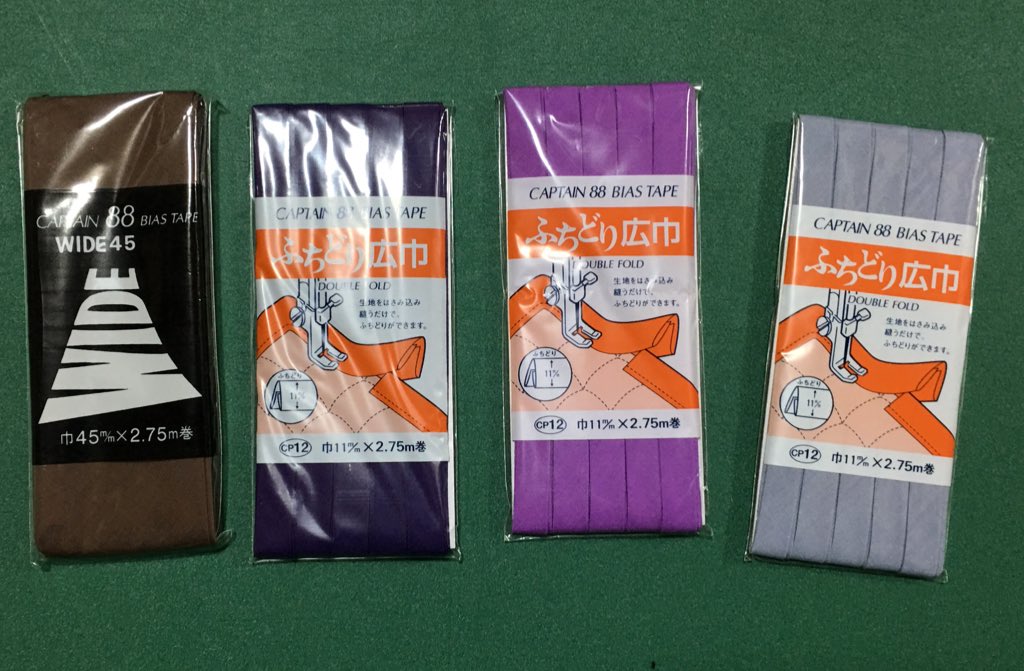 CAPTAIN 88 BIAS TAPE
WIDE45
WIDE
巾45m/m×2.75m巻
CAPTAIN 88 BIAS TAPE
ふちどり広巾
DOUBLE FOLD
生地をはさみ込み
縫うだけで、
ふちどりができます。
ふちどり
11m/m
CP12 巾11m/m×2.75m巻
CAPTAIN 88 BIAS TAPE
ふちどり広巾
DOUBLE FOLD
生地をはさみ込み
縫うだけで、
ふちどりができます。
ふちどり
11m/m
CP12 巾11m/m×2.75m巻
CAPTAIN 88 BIAS TAPE
ふちどり広巾
DOUBLE FOLD
生地をはさみ込み
縫うだけで、
ふちどりができます。
ふちどり
11m/m
CP12 巾11m/m×2.75m巻